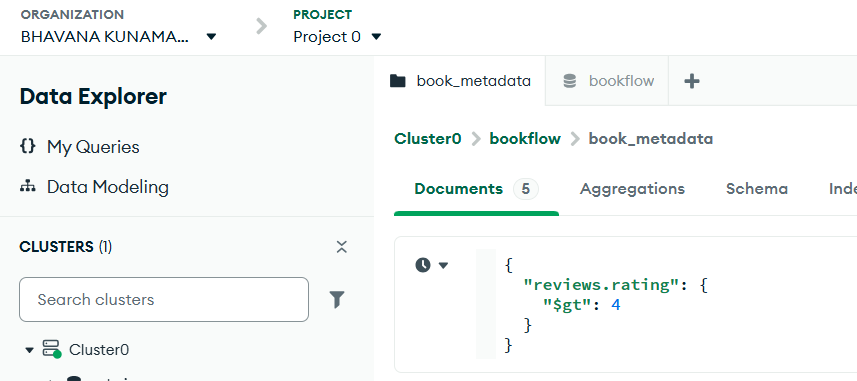 ORGANIZATION
BHAVANA KUNAMA...
PROJECT
Project 0
Data Explorer
My Queries
Data Modeling
CLUSTERS (1)
Search clusters
Cluster0
book_metadata
bookflow
Cluster0 > bookflow > book_metadata
Documents 5
Aggregations
Schema
{
"reviews.rating": {
"$gt": 4
}
}